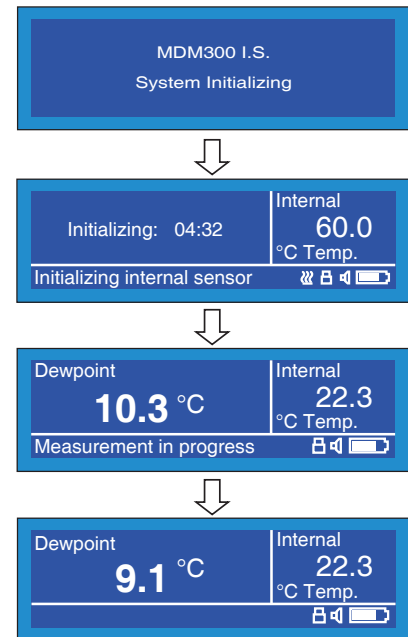 MDM300 I.S.
System Initializing
Initializing: 04:32
Internal
60.0
°C Temp.
Initializing internal sensor
Dewpoint
10.3 °C
Internal
22.3
°C Temp.
Measurement in progress
Dewpoint
9.1 °C
Internal
22.3
°C Temp.